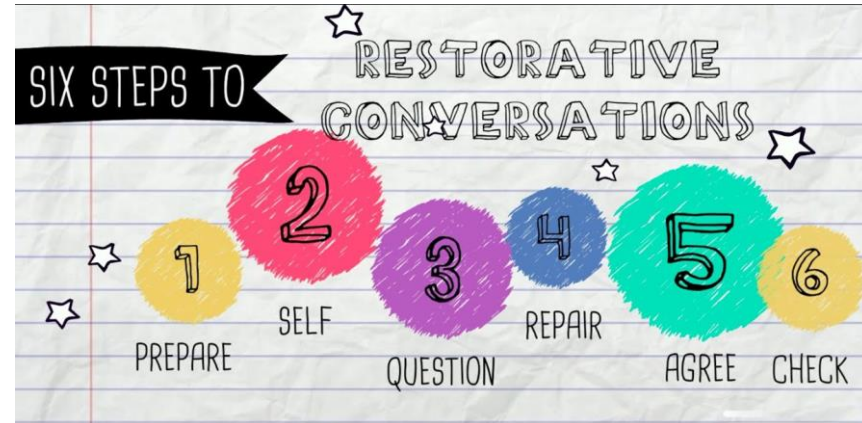 SIX STEPS TO
RESTORATIVE
CONVERSATIONS
1
PREPARE
2
SELF
3
QUESTION
4
REPAIR
5
AGREE
6
CHECK